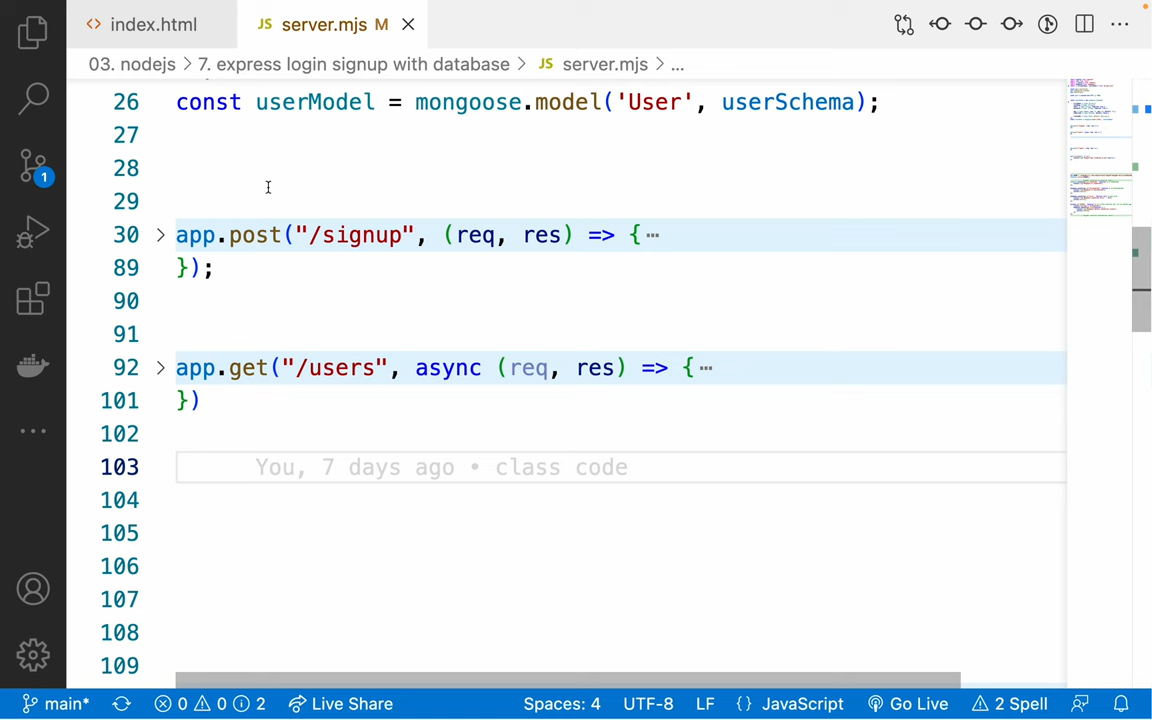 <> index.html JS server.mjs M
03. nodejs > 7. express login signup with database > JS server.mjs > ...
26 const userModel = mongoose.model('User', userSchema);
27
28
29
30 app.post("/signup", (req, res) => {
89 });
90
91
92 app.get("/users", async (req, res) => {
101 })
102
103 You, 7 days ago • class code
104
105
106
107
108
109
1
main* 0 0 2 Live Share Spaces: 4 UTF-8 LF {} JavaScript Go Live 2 Spell